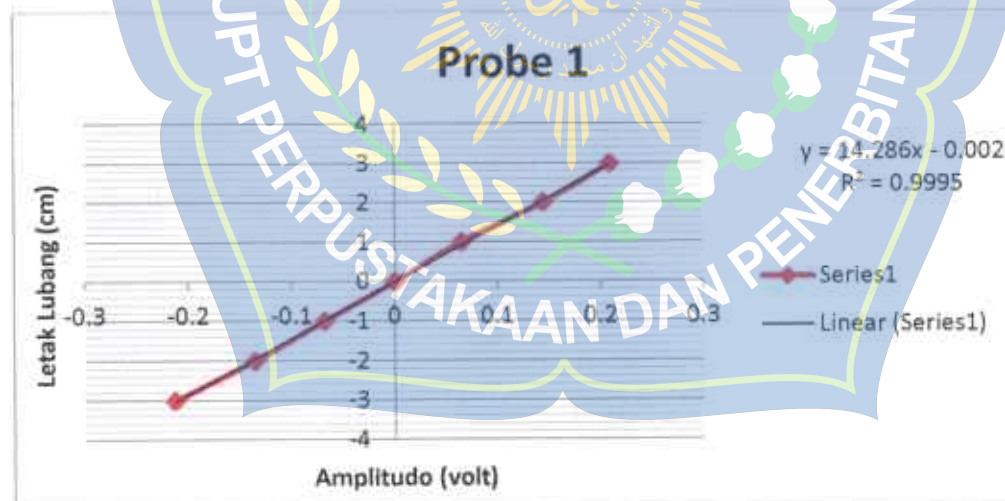 Probe 1
UPT PERPUSTAKAAN DAN PENERBITAN
y = 14.286x - 0.002
R² = 0.9995
Letak Lubang (cm)
4
3
2
1
0
-1
-2
-3
-4
-0.3 -0.2 -0.1 0 0.1 0.2 0.3
Series1
Linear (Series1)
Amplitudo (volt)